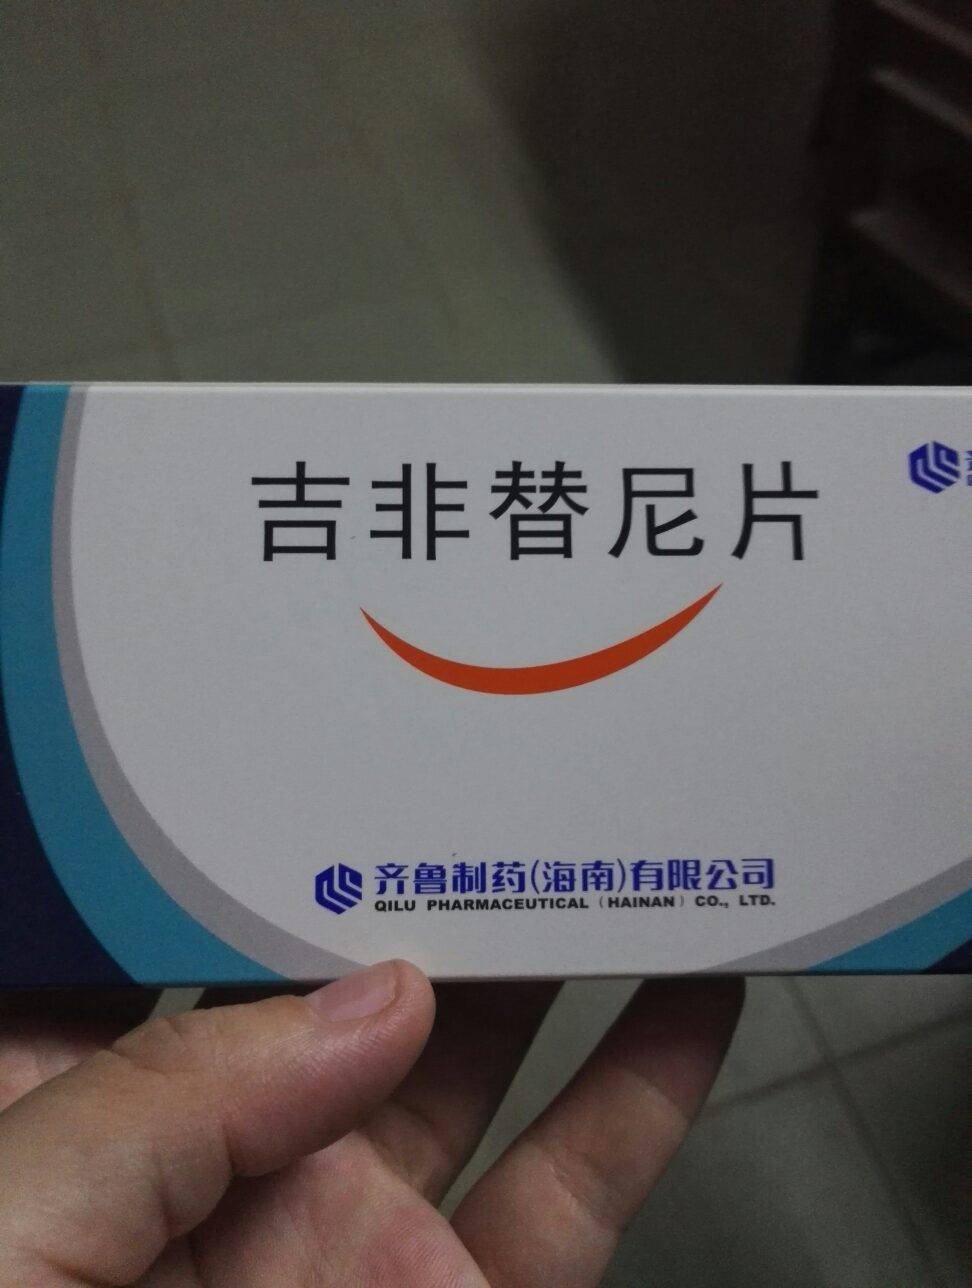 吉非替尼片
齐鲁制药(海南)有限公司
QILU PHARMACEUTICAL (HAINAN) CO., LTD.